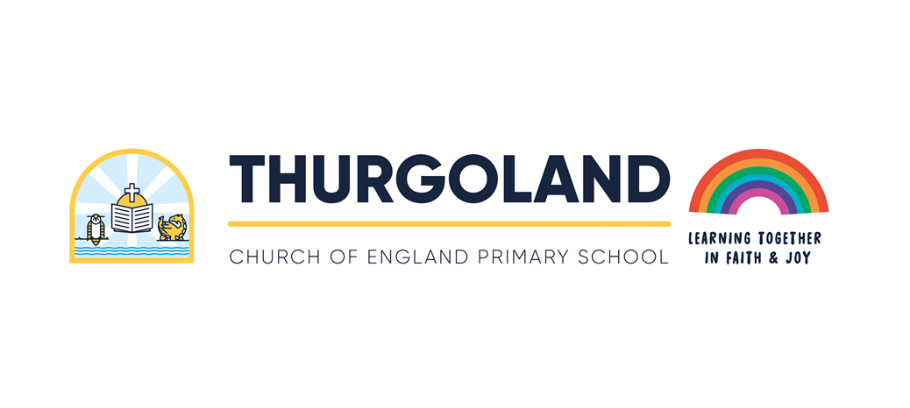 THURGOLAND
CHURCH OF ENGLAND PRIMARY SCHOOL
LEARNING TOGETHER
IN FAITH & JOY